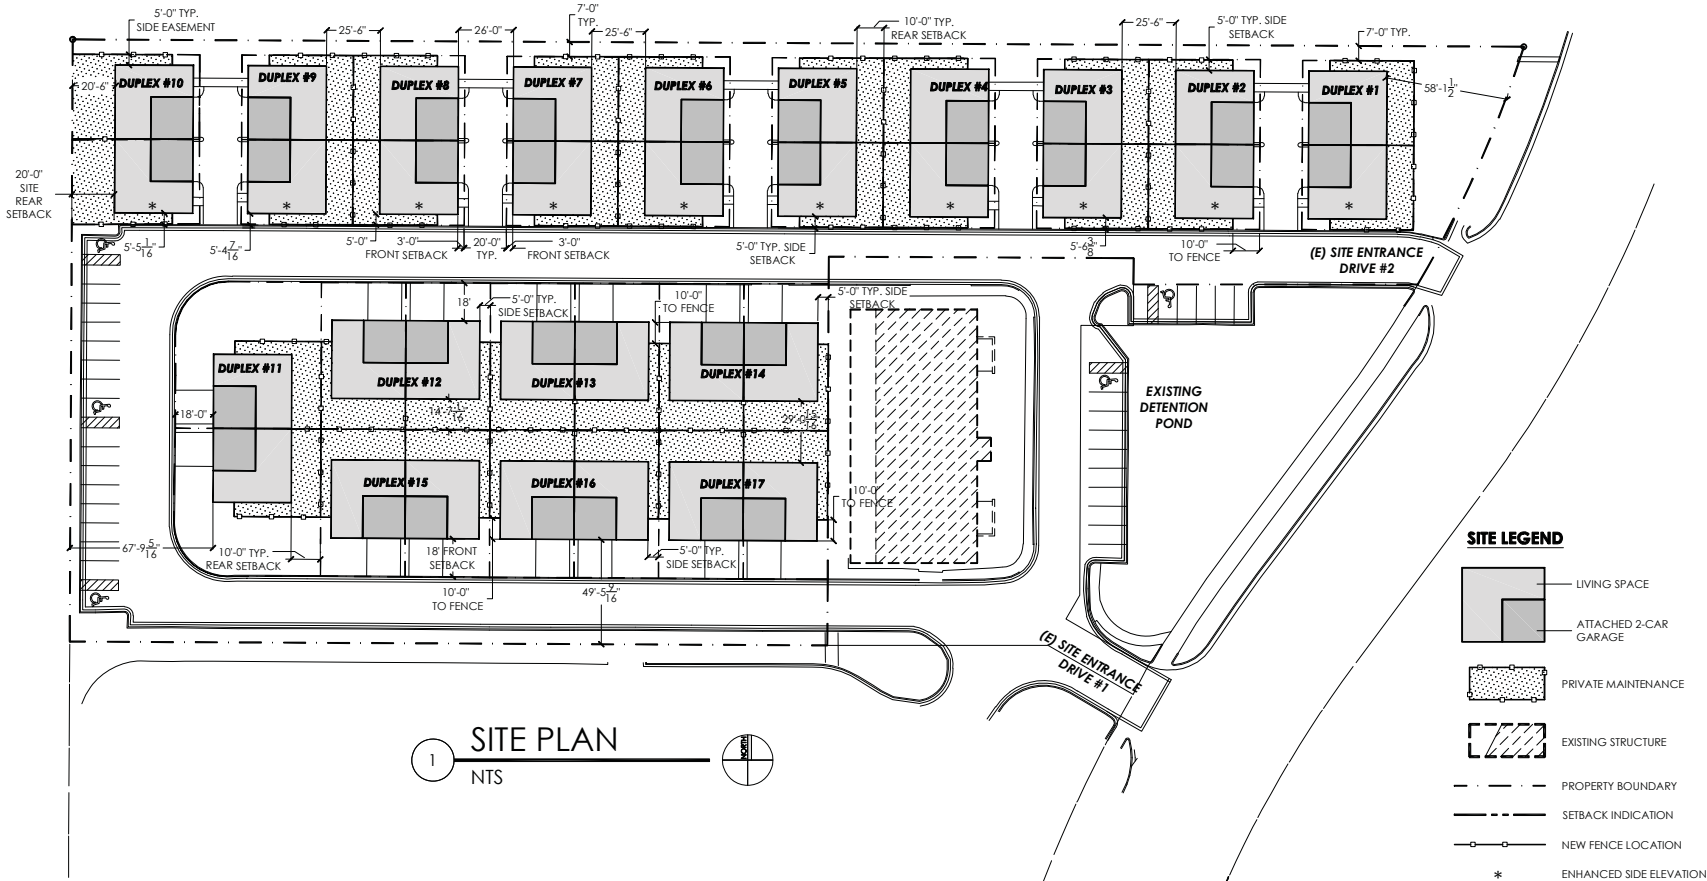 5'-0" TYP.
SIDE EASEMENT
25'-6"
26'-0"
7'-0"
TYP.
25'-6"
10'-0" TYP.
REAR SETBACK
25'-6"
5'-0" TYP. SIDE
SETBACK
7'-0" TYP.
20'-6"
DUPLEX #10
DUPLEX #9
DUPLEX #8
DUPLEX #7
DUPLEX #6
DUPLEX #5
DUPLEX #4
DUPLEX #3
DUPLEX #2
DUPLEX #1
58'-1 1/2"
20'-0"
SITE
REAR
SETBACK
*
*
*
*
*
*
*
*
*
5'-5 1/16"
5'-4 7/16"
5'-0"
3'-0"
FRONT SETBACK
20'-0"
TYP.
3'-0"
FRONT SETBACK
5'-0" TYP. SIDE
SETBACK
5'-6 3/8"
10'-0"
TO FENCE
(E) SITE ENTRANCE
DRIVE #2
18'
5'-0" TYP.
SIDE SETBACK
10'-0"
TO FENCE
5'-0" TYP. SIDE
SETBACK
DUPLEX #11
DUPLEX #12
DUPLEX #13
DUPLEX #14
18'-0"
29'-0 15/16"
EXISTING
DETENTION
POND
DUPLEX #15
DUPLEX #16
DUPLEX #17
10'-0"
TO FENCE
67'-9 5/16"
10'-0" TYP.
REAR SETBACK
18' FRONT
SETBACK
5'-0" TYP.
SIDE SETBACK
10'-0"
TO FENCE
49'-5 9/16"
(E) SITE ENTRANCE
DRIVE #1
1
SITE PLAN
NTS
NORTH
SITE LEGEND
LIVING SPACE
ATTACHED 2-CAR
GARAGE
PRIVATE MAINTENANCE
EXISTING STRUCTURE
PROPERTY BOUNDARY
SETBACK INDICATION
NEW FENCE LOCATION
* ENHANCED SIDE ELEVATION